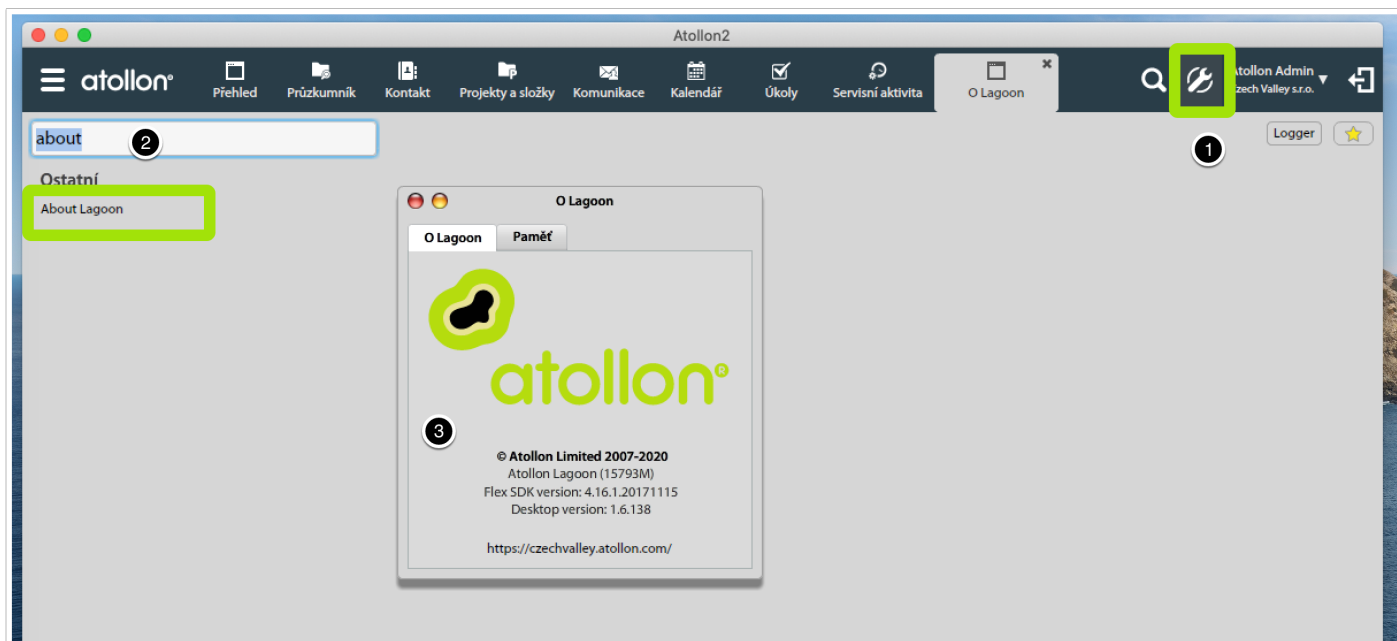 Atollon2
atollon®
Přehled
Průzkumník
Kontakt
Projekty a složky
Komunikace
Kalendář
Úkoly
Servisní aktivita
O Lagoon
Atollon Admin
Czech Valley s.r.o.
1
about
2
Logger
Ostatní
About Lagoon
O Lagoon
O Lagoon
Paměť
atollon®
3
© Atollon Limited 2007-2020
Atollon Lagoon (15793M)
Flex SDK version: 4.16.1.20171115
Desktop version: 1.6.138
https://czechvalley.atollon.com/